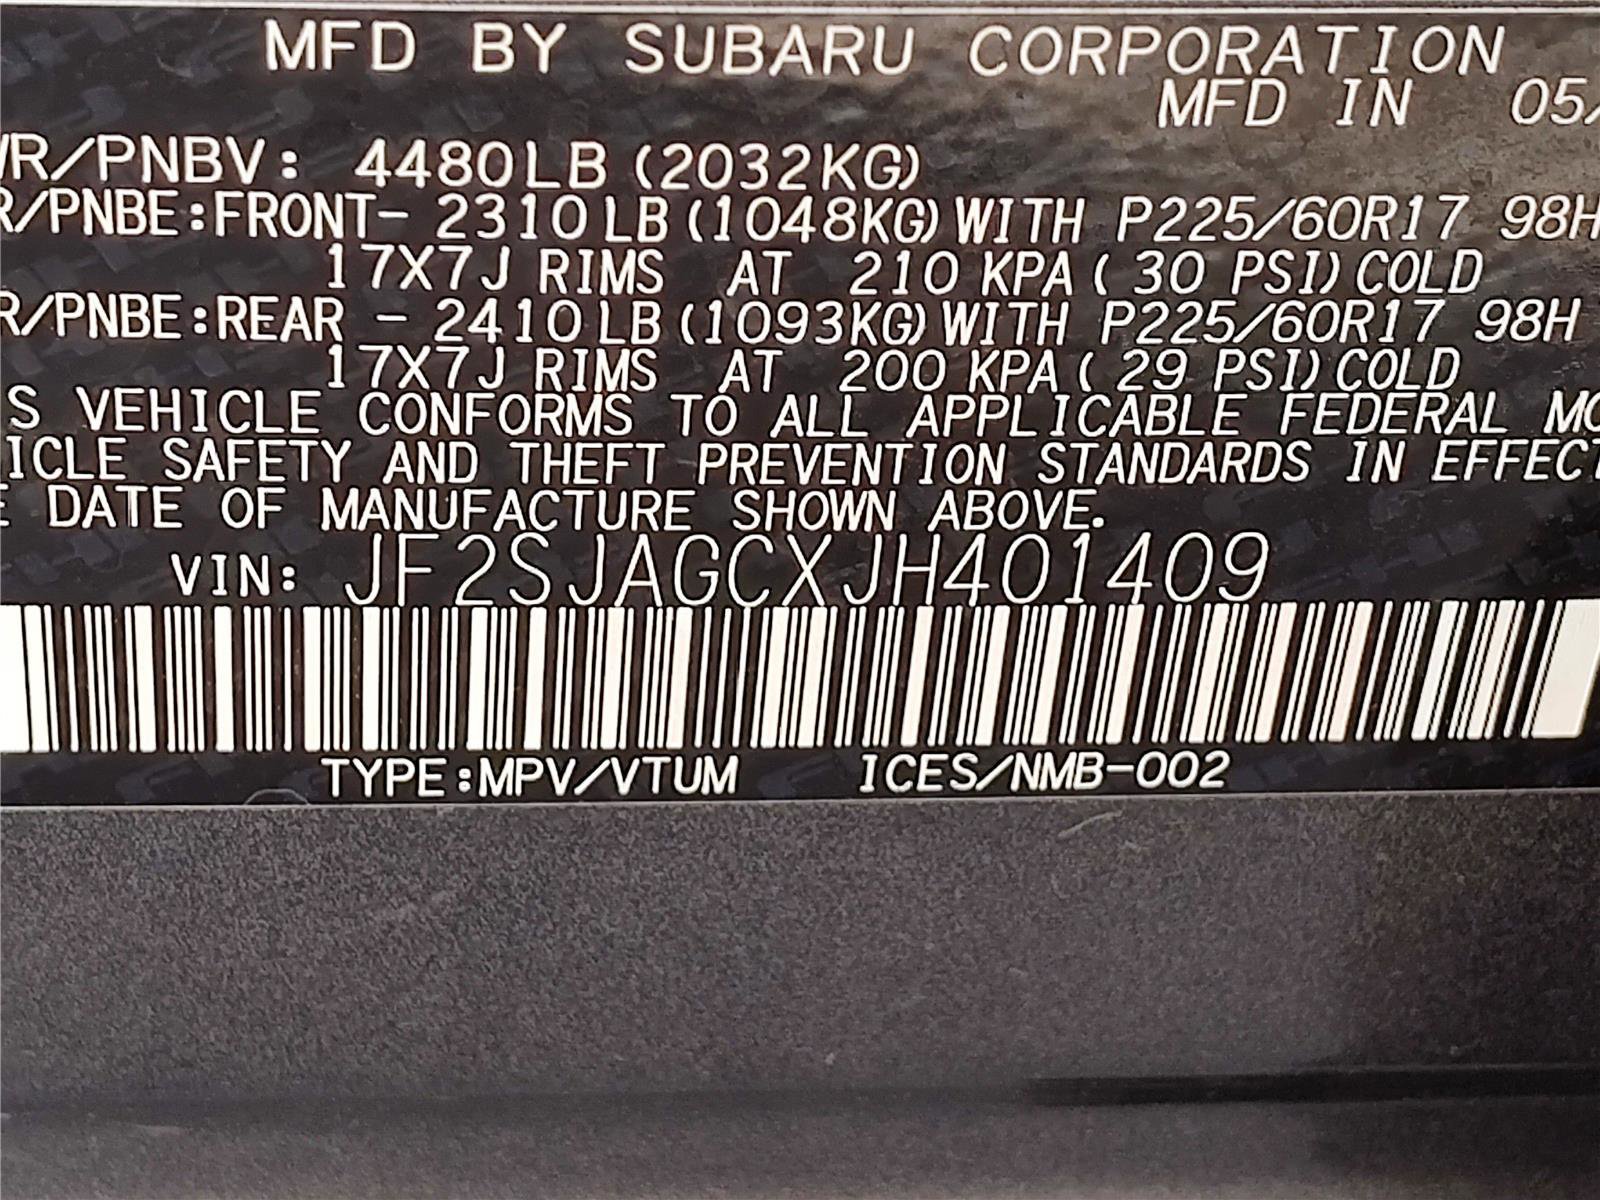 MFD BY SUBARU CORPORATION
MFD IN 05/
WR/PNBV: 4480LB (2032KG)
R/PNBE:FRONT- 2310LB (1048KG) WITH P225/60R17 98H
17X7J RIMS AT 210 KPA ( 30 PSI) COLD
R/PNBE:REAR - 2410LB (1093KG) WITH P225/60R17 98H
17X7J RIMS AT 200 KPA ( 29 PSI) COLD
S VEHICLE CONFORMS TO ALL APPLICABLE FEDERAL MO
ICLE SAFETY AND THEFT PREVENTION STANDARDS IN EFFECT
E DATE OF MANUFACTURE SHOWN ABOVE.
VIN: JF2SJAGCXJH401409
TYPE:MPV/VTUM ICES/NMB-002